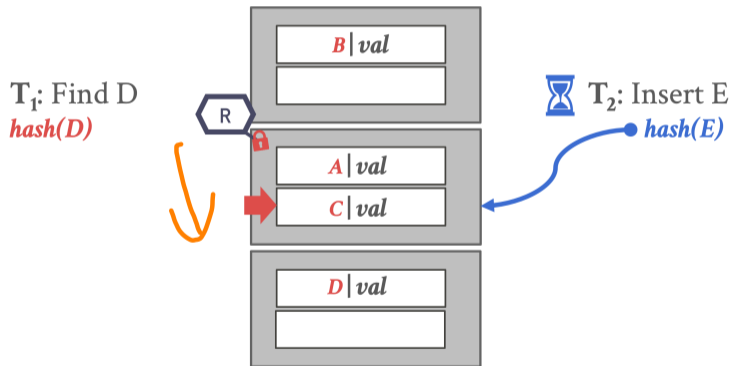 B|val
T₁: Find D
hash(D)
R
T₂: Insert E
hash(E)
A|val
C|val
D|val